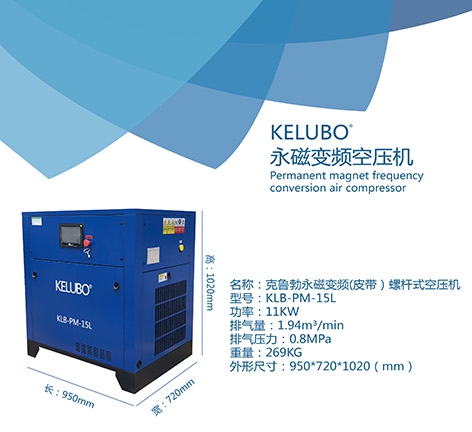 KELUBO®
永磁变频空压机
Permanent magnet frequency
conversion air compressor
KELUBO®
KLB-PM-15L
高：1020mm
长：950mm
宽：720mm
名称：克鲁勃永磁变频(皮带）螺杆式空压机
型号：KLB-PM-15L
功率：11KW
排气量：1.94m³/min
排气压力：0.8MPa
重量：269KG
外形尺寸：950*720*1020（mm）